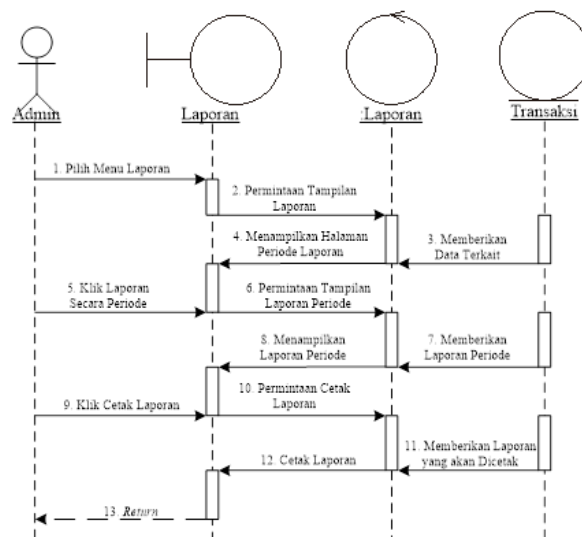 Admin
Laporan
:Laporan
Transaksi
1. Pilih Menu Laporan
2. Permintaan Tampilan
Laporan
4. Menampilkan Halaman
Periode Laporan
3. Memberikan
Data Terkait
5. Klik Laporan
Secara Periode
6. Permintaan Tampilan
Laporan Periode
8. Menampilkan
Laporan Periode
7. Memberikan
Laporan Periode
9. Klik Cetak Laporan
10. Permintaan Cetak
Laporan
12. Cetak Laporan
11. Memberikan Laporan
yang akan Dicetak
13. Return